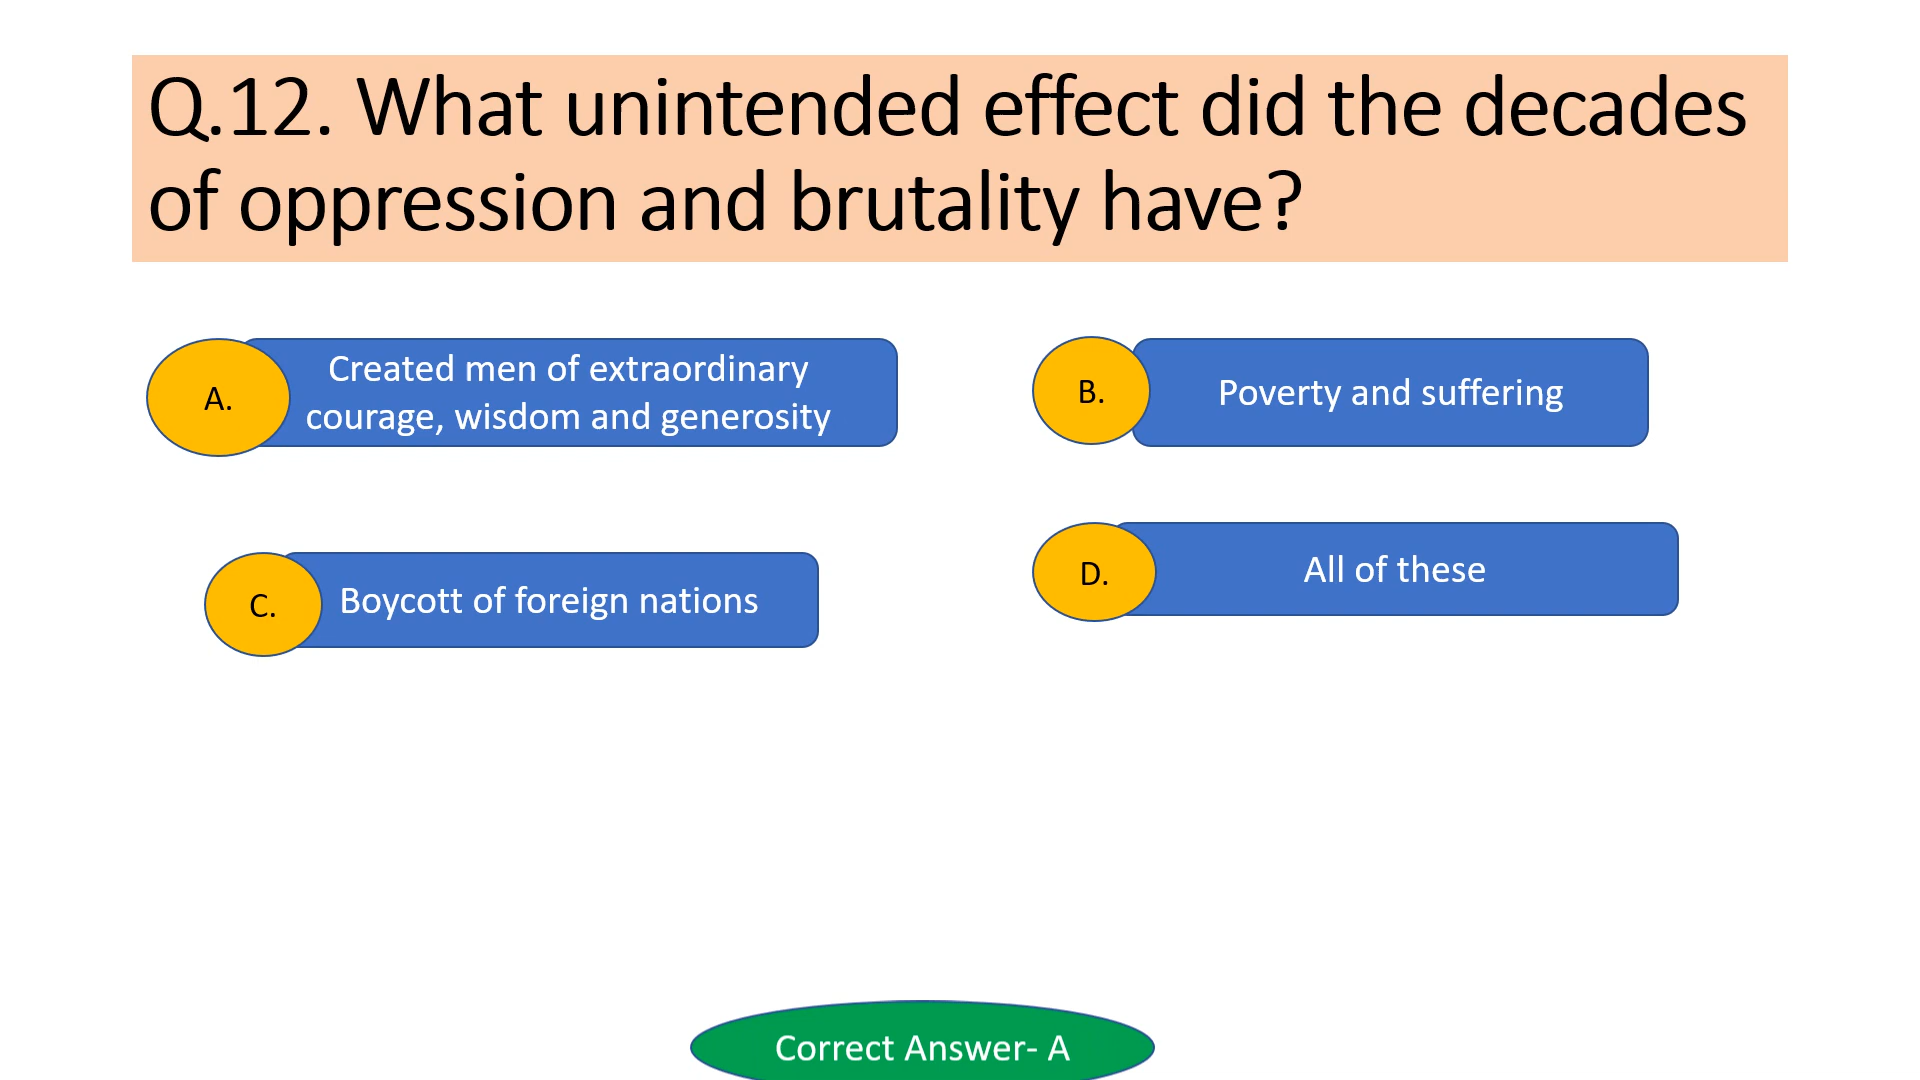 Q.12. What unintended effect did the decades
of oppression and brutality have?
A.
Created men of extraordinary
courage, wisdom and generosity
B.
Poverty and suffering
C.
Boycott of foreign nations
D.
All of these
Correct Answer- A